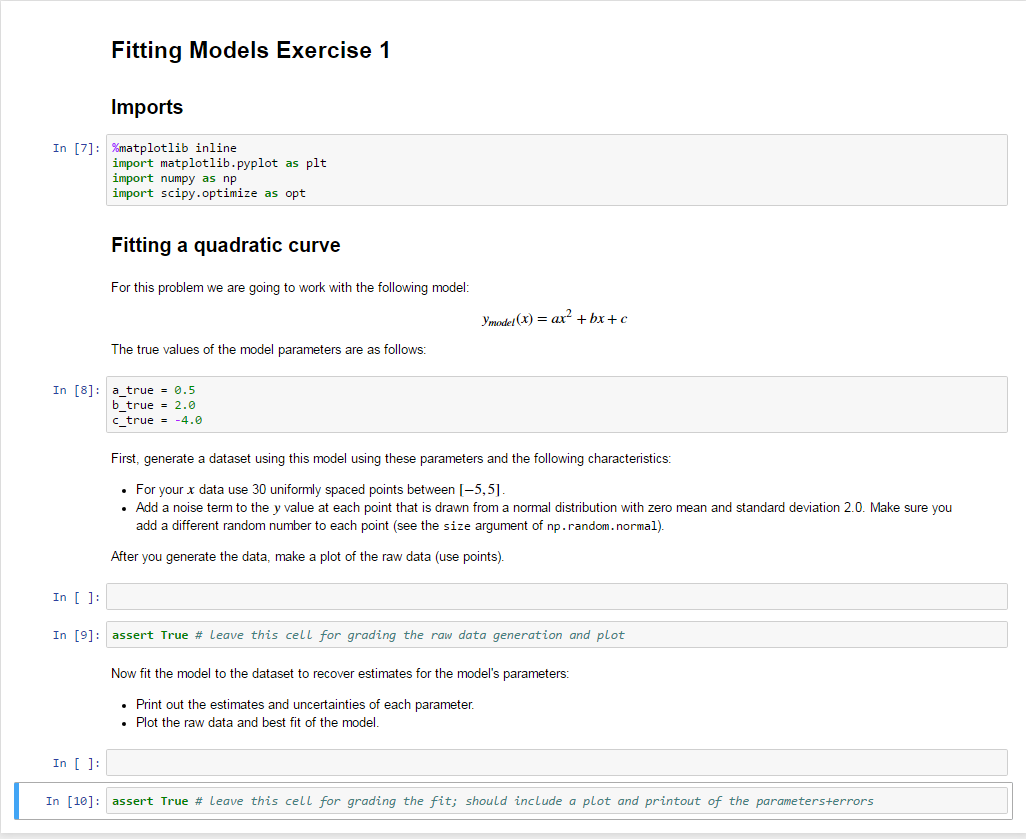 Fitting Models Exercise 1
Imports
In [7]: %matplotlib inline
import matplotlib.pyplot as plt
import numpy as np
import scipy.optimize as opt
Fitting a quadratic curve
For this problem we are going to work with the following model:
y_model(x) = ax² + bx + c
The true values of the model parameters are as follows:
In [8]: a_true = 0.5
b_true = 2.0
c_true = -4.0
First, generate a dataset using this model using these parameters and the following characteristics:
• For your x data use 30 uniformly spaced points between [−5,5].
• Add a noise term to the y value at each point that is drawn from a normal distribution with zero mean and standard deviation 2.0. Make sure you
add a different random number to each point (see the size argument of np.random.normal).
After you generate the data, make a plot of the raw data (use points).
In [ ]:
In [9]: assert True # leave this cell for grading the raw data generation and plot
Now fit the model to the dataset to recover estimates for the model's parameters:
• Print out the estimates and uncertainties of each parameter.
• Plot the raw data and best fit of the model.
In [ ]:
In [10]: assert True # leave this cell for grading the fit; should include a plot and printout of the parameters+errors